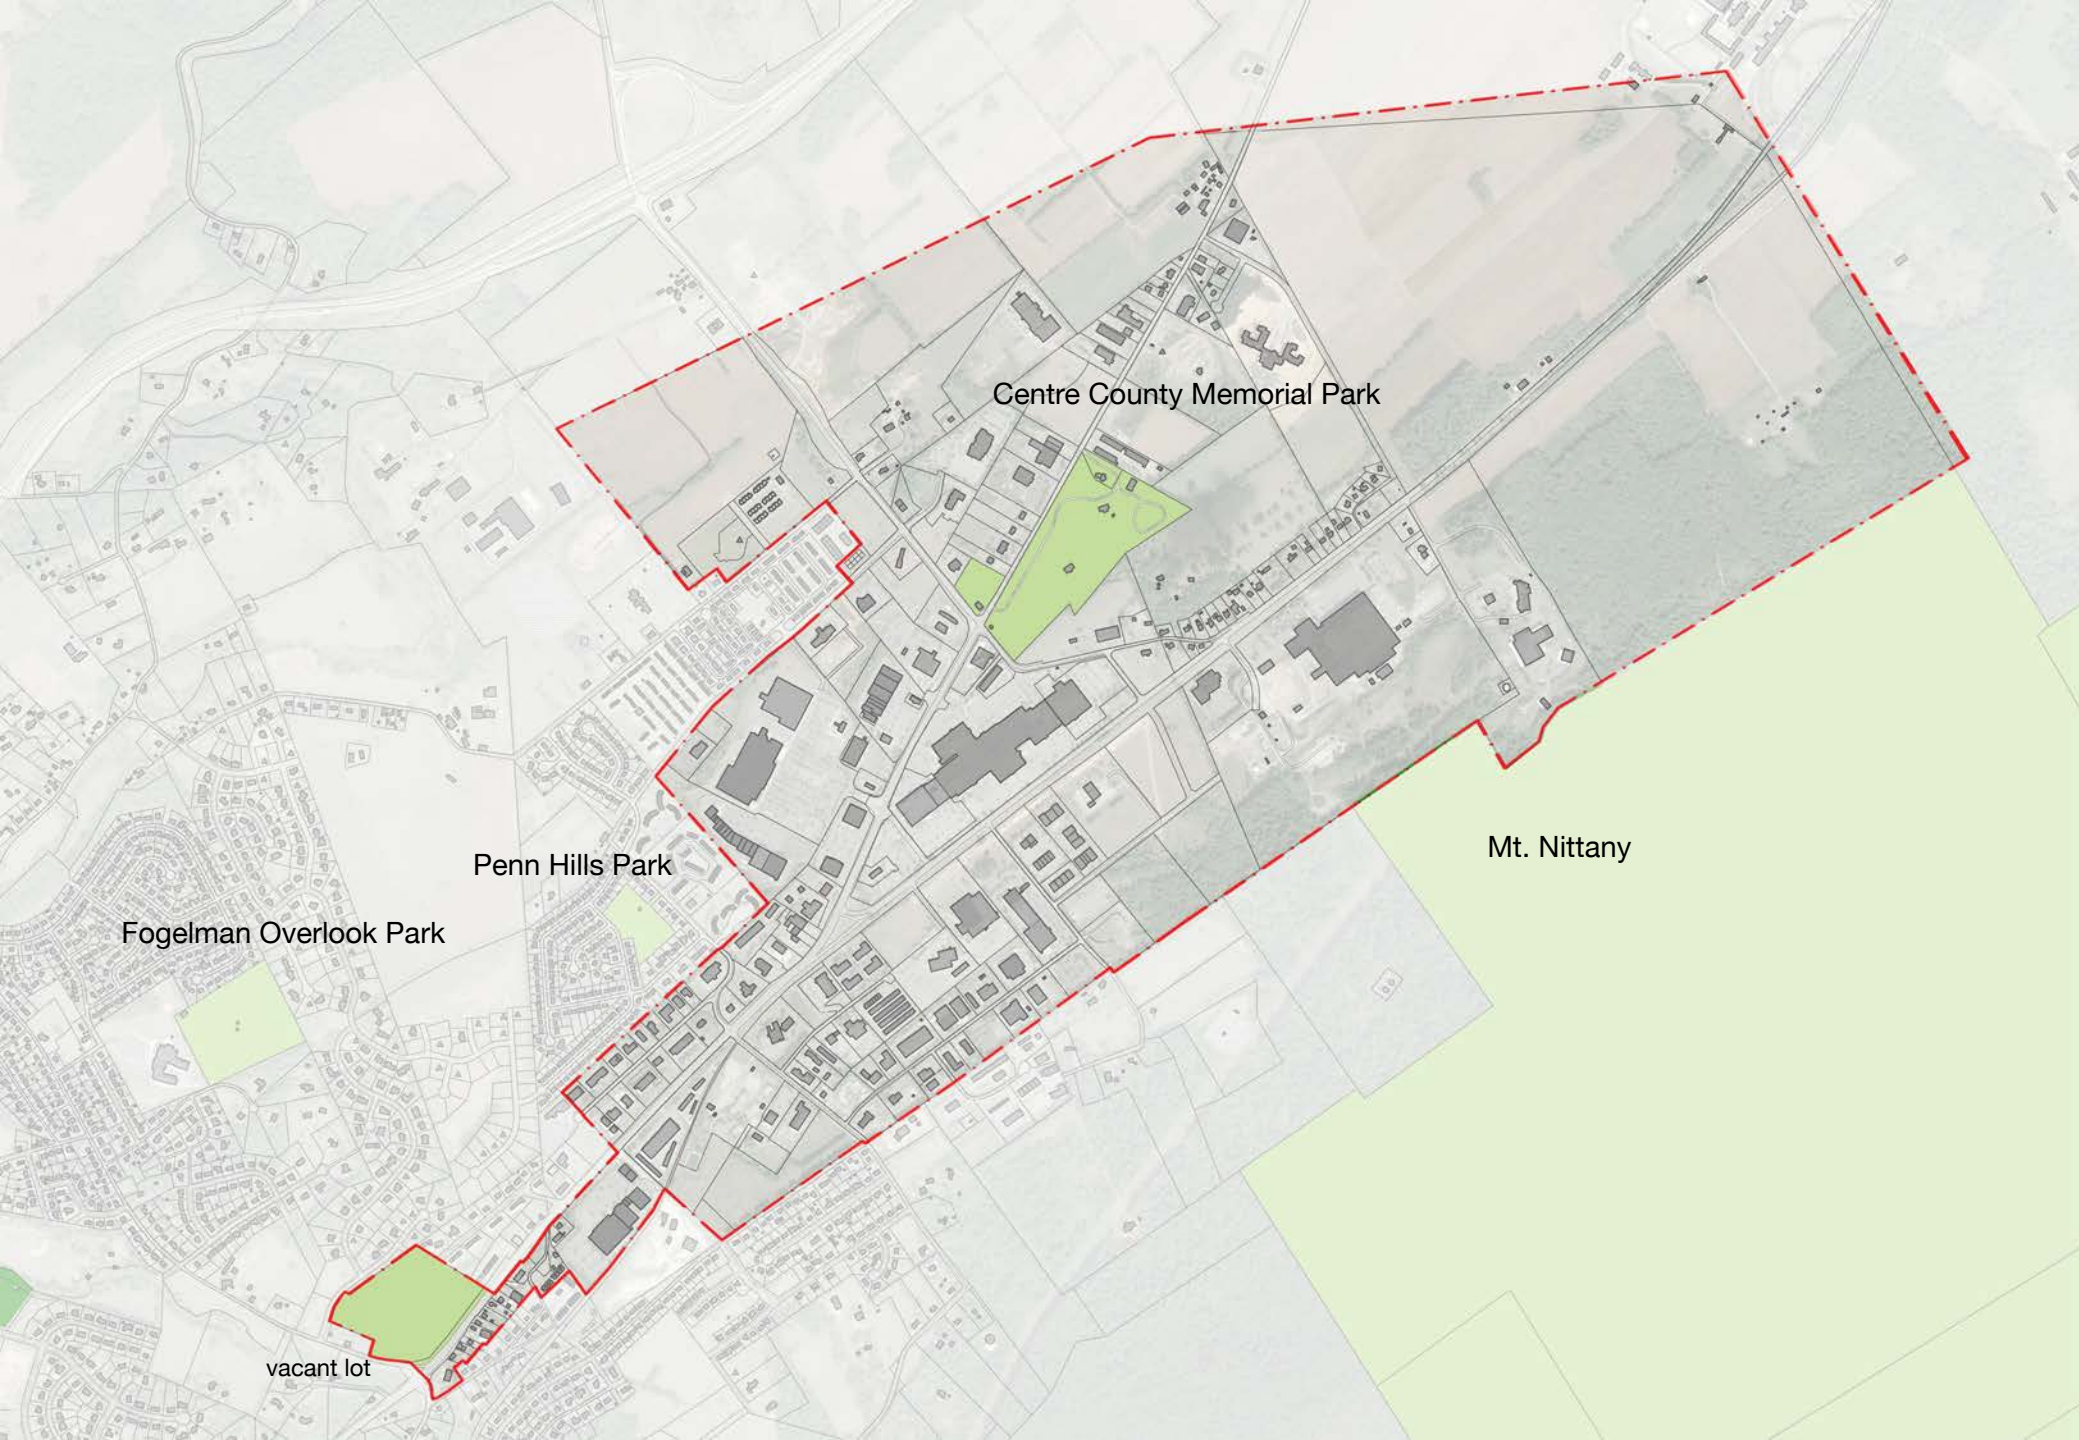 Centre County Memorial Park
Mt. Nittany
Penn Hills Park
Fogelman Overlook Park
vacant lot